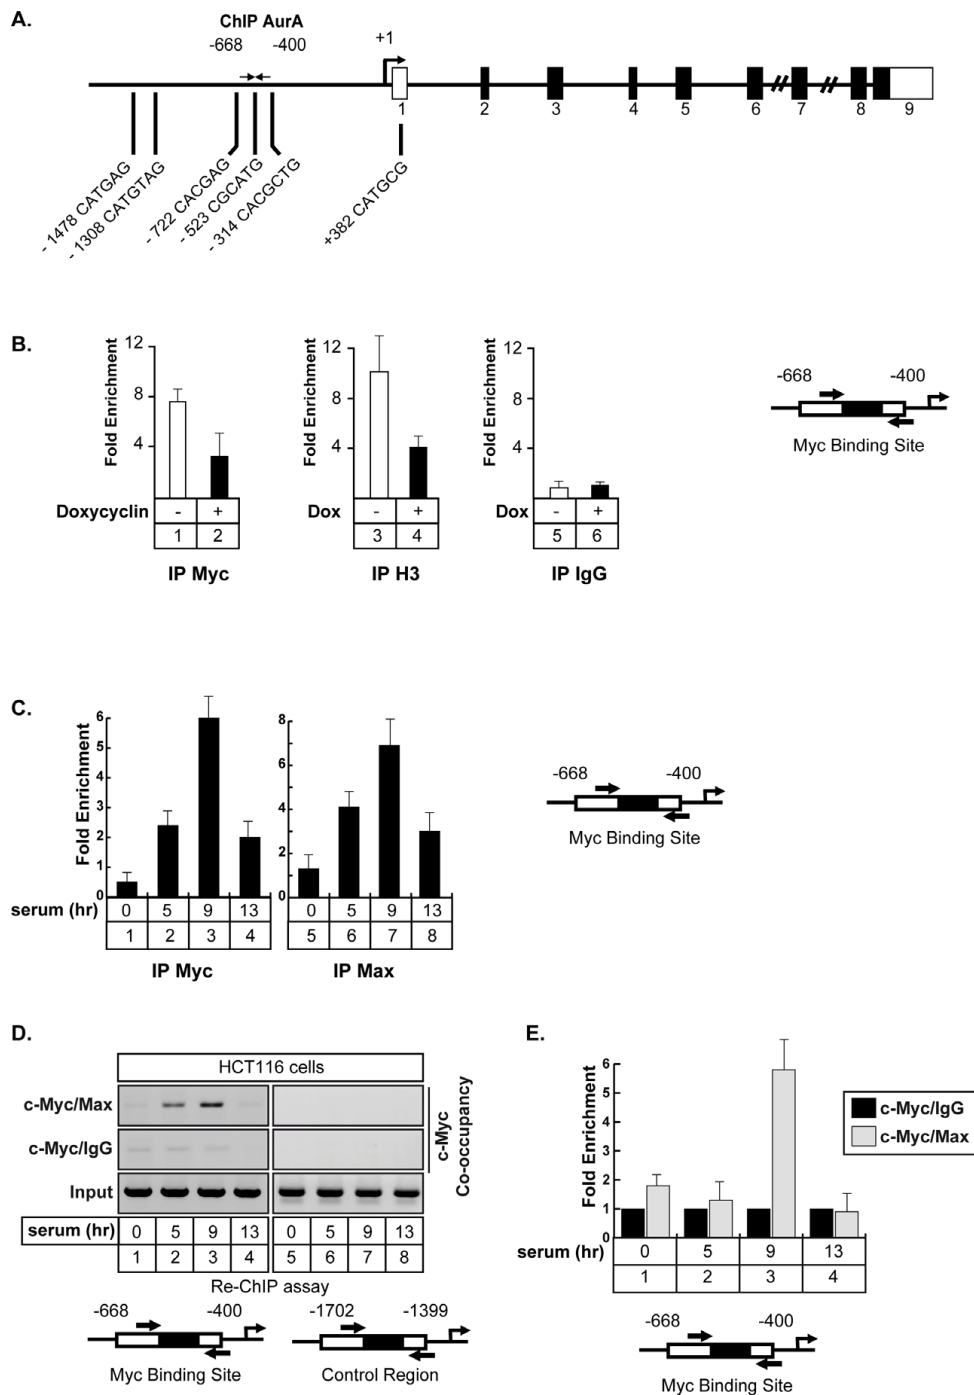 A.
ChIP AurA
-668 -400
+1
1 2 3 4 5 6 7 8 9
- 1478 CATGAG
- 1308 CATGTAG
-722 CACGAG
- 523 CGCATG
- 314 CACGCTG
+382 CATGCG
B.
Fold Enrichment
12
8
4
Doxycyclin - +
1 2
IP Myc
Fold Enrichment
12
8
4
Dox - +
3 4
IP H3
Fold Enrichment
12
8
4
Dox - +
5 6
IP IgG
-668 -400
Myc Binding Site
C.
Fold Enrichment
6
5
4
3
2
1
0
serum (hr) 0 5 9 13
1 2 3 4
IP Myc
8
6
4
2
0
0 5 9 13
5 6 7 8
IP Max
-668 -400
Myc Binding Site
D.
HCT116 cells
c-Myc/Max
c-Myc/IgG
Input
c-Myc
Co-occupancy
serum (hr) 0 5 9 13 0 5 9 13
1 2 3 4 5 6 7 8
Re-ChIP assay
-668 -400
Myc Binding Site
-1702 -1399
Control Region
E.
Fold Enrichment
6
5
4
3
2
1
0
c-Myc/IgG
c-Myc/Max
serum (hr) 0 5 9 13
1 2 3 4
-668 -400
Myc Binding Site